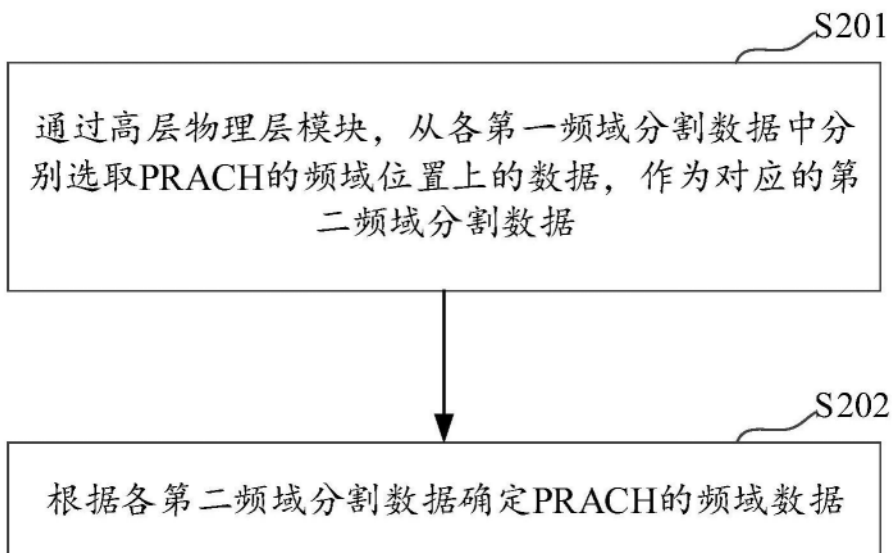 S201
通过高层物理层模块，从各第一频域分割数据中分
别选取PRACH的频域位置上的数据，作为对应的第
二频域分割数据
S202
根据各第二频域分割数据确定PRACH的频域数据